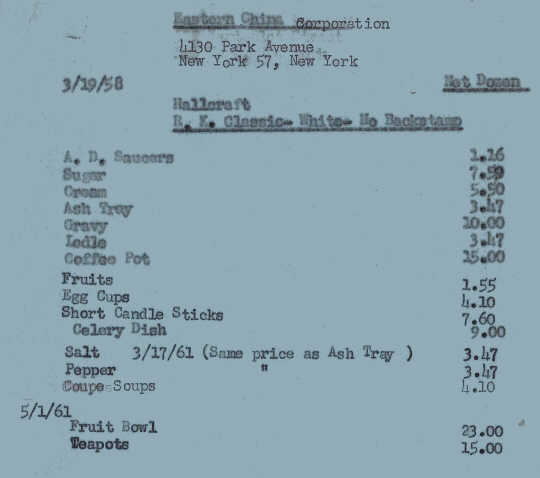 Eastern China Corporation
4130 Park Avenue
New York 57, New York
3/19/58 Net Dozen
Hallcraft
R. K. Classic- White- No Backstamp
A. D. Saucers 1.16
Sugar 7.59
Cream 5.50
Ash Tray 3.47
Gravy 10.00
Ladle 3.47
Coffee Pot 15.00
Fruits 1.55
Egg Cups 4.10
Short Candle Sticks 7.60
Celery Dish 9.00
Salt 3/17/61 (Same price as Ash Tray ) 3.47
Pepper " 3.47
Coupe Soups 4.10
5/1/61
Fruit Bowl 23.00
Teapots 15.00